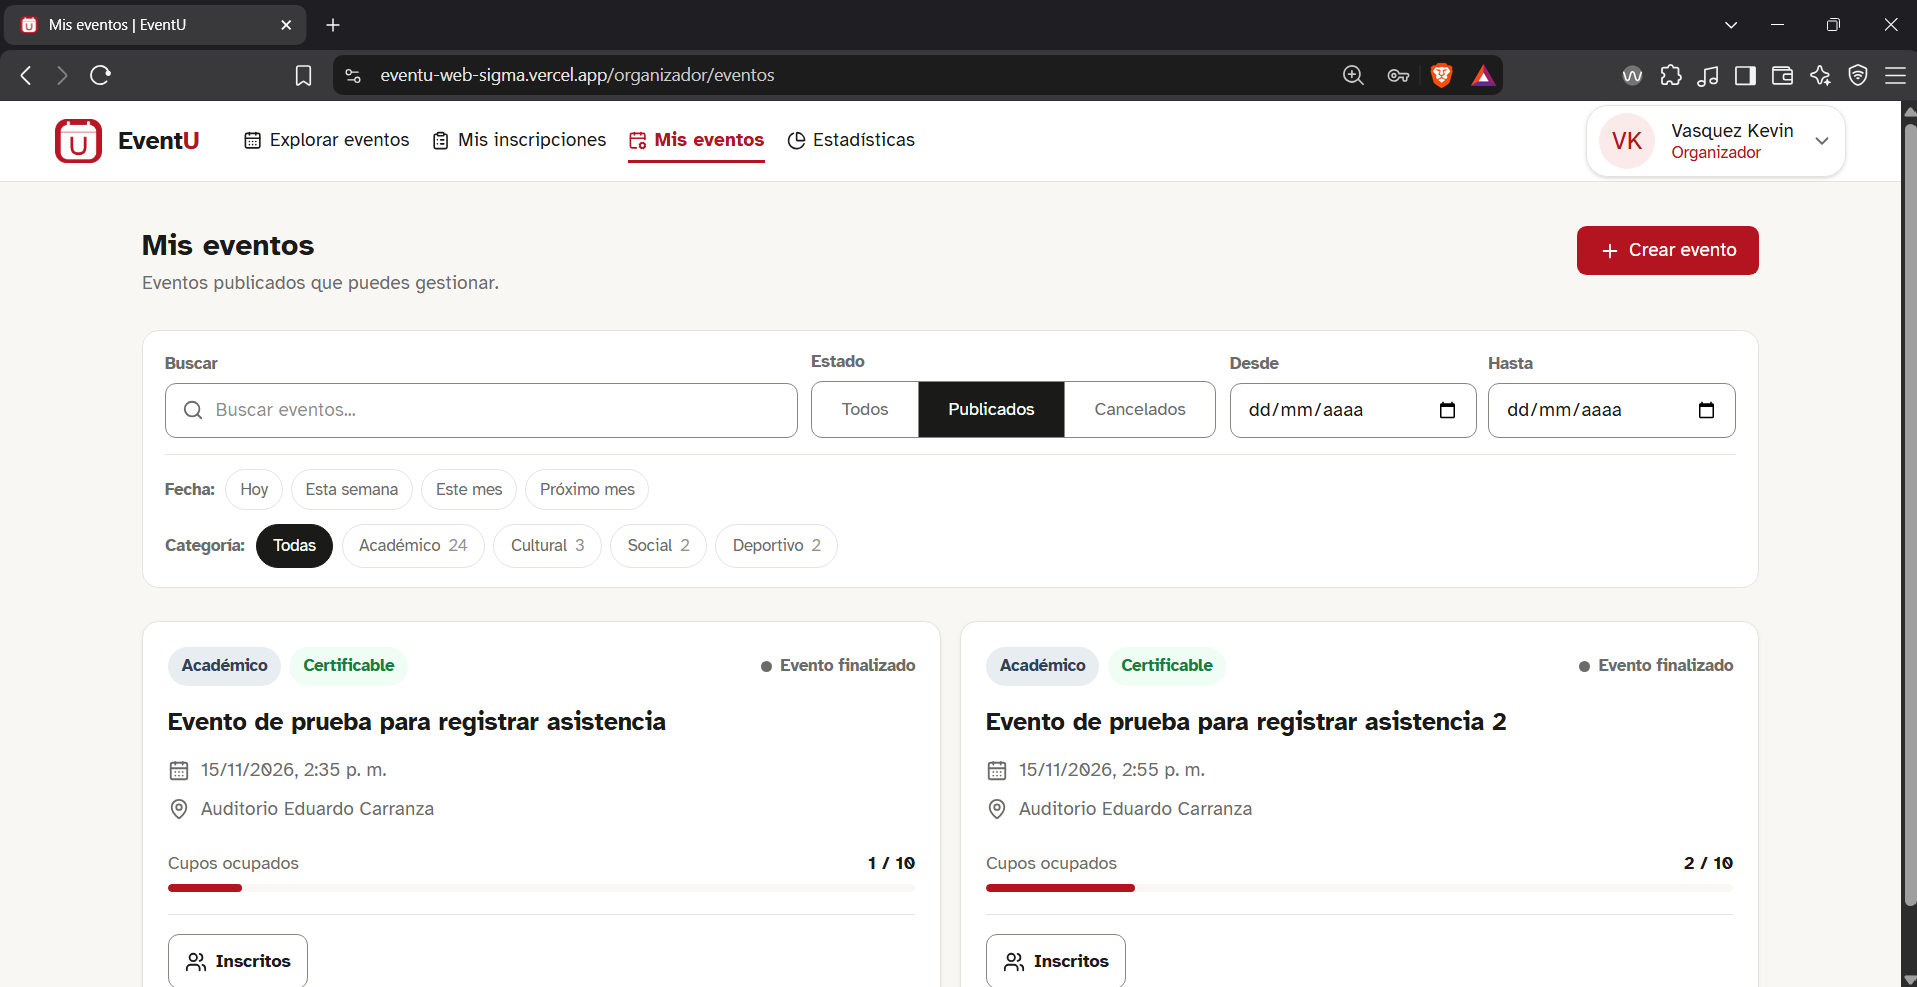 Mis eventos | EventU
eventu-web-sigma.vercel.app/organizador/eventos
EventU
Explorar eventos
Mis inscripciones
Mis eventos
Estadísticas
VK
Vasquez Kevin
Organizador
Mis eventos
Eventos publicados que puedes gestionar.
+ Crear evento
Buscar
Estado
Desde
Hasta
Buscar eventos...
Todos
Publicados
Cancelados
dd/mm/aaaa
dd/mm/aaaa
Fecha: Hoy Esta semana Este mes Próximo mes
Categoría: Todas Académico 24 Cultural 3 Social 2 Deportivo 2
Académico Certificable Evento finalizado
Evento de prueba para registrar asistencia
15/11/2026, 2:35 p. m.
Auditorio Eduardo Carranza
Cupos ocupados 1 / 10
Inscritos
Académico Certificable Evento finalizado
Evento de prueba para registrar asistencia 2
15/11/2026, 2:55 p. m.
Auditorio Eduardo Carranza
Cupos ocupados 2 / 10
Inscritos